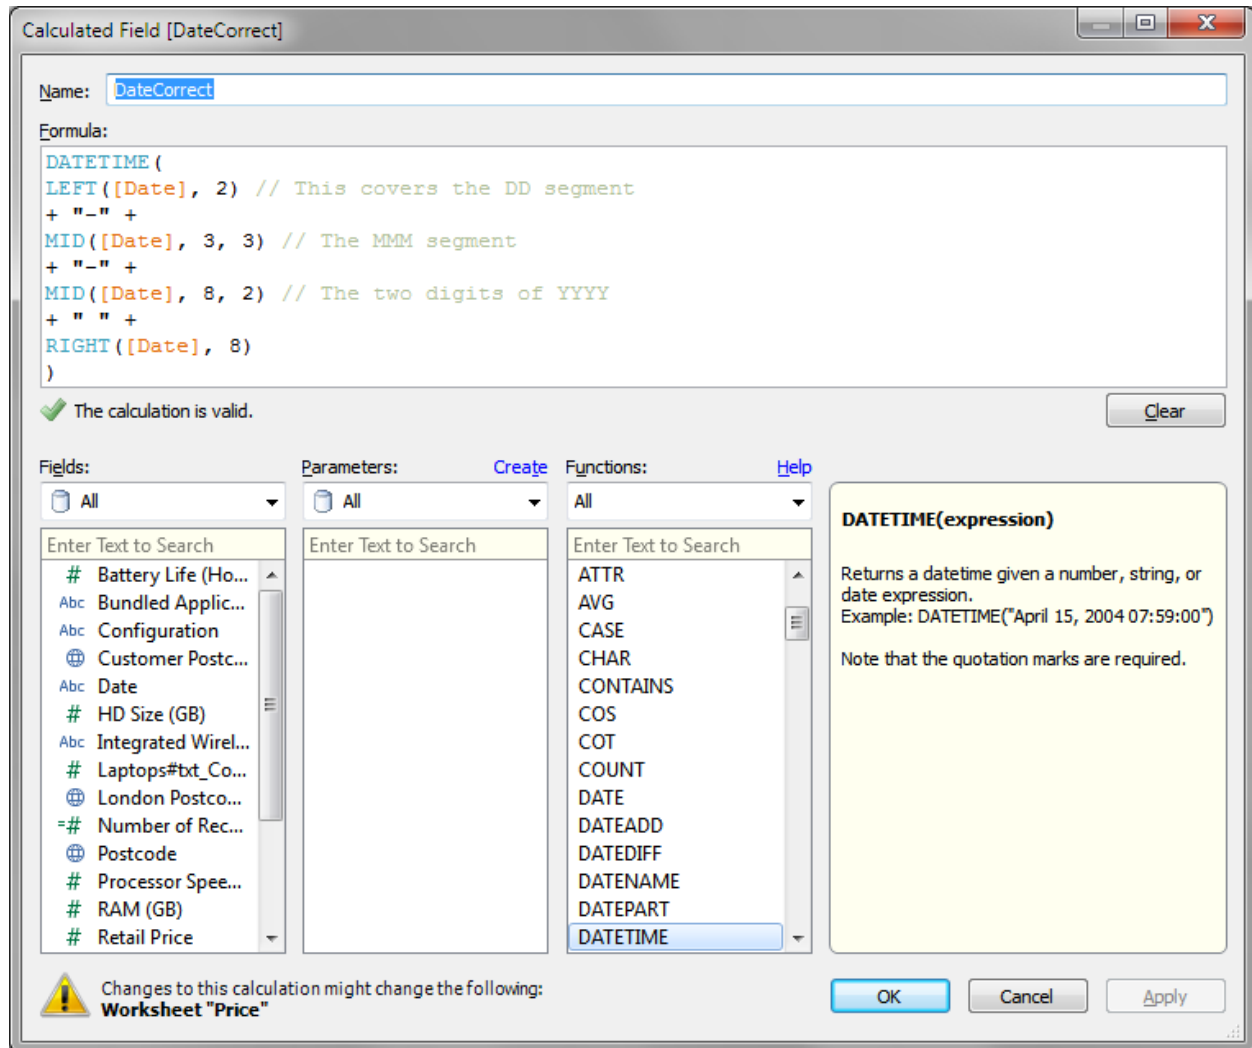 Calculated Field [DateCorrect]
Name: DateCorrect
Formula:
DATETIME(
LEFT([Date], 2) // This covers the DD segment
+ "-" +
MID([Date], 3, 3) // The MMM segment
+ "-" +
MID([Date], 8, 2) // The two digits of YYYY
+ " " +
RIGHT([Date], 8)
)
The calculation is valid.
Clear
Fields:
All
Enter Text to Search
# Battery Life (Ho...
Abc Bundled Applic...
Abc Configuration
Customer Postc...
Abc Date
# HD Size (GB)
Abc Integrated Wirel...
# Laptops#txt_Co...
London Postco...
=# Number of Rec...
Postcode
# Processor Spee...
# RAM (GB)
# Retail Price
Parameters: Create
All
Enter Text to Search
Functions: Help
All
Enter Text to Search
ATTR
AVG
CASE
CHAR
CONTAINS
COS
COT
COUNT
DATE
DATEADD
DATEDIFF
DATENAME
DATEPART
DATETIME
DATETIME(expression)
Returns a datetime given a number, string, or
date expression.
Example: DATETIME("April 15, 2004 07:59:00")
Note that the quotation marks are required.
Changes to this calculation might change the following:
Worksheet "Price"
OK
Cancel
Apply